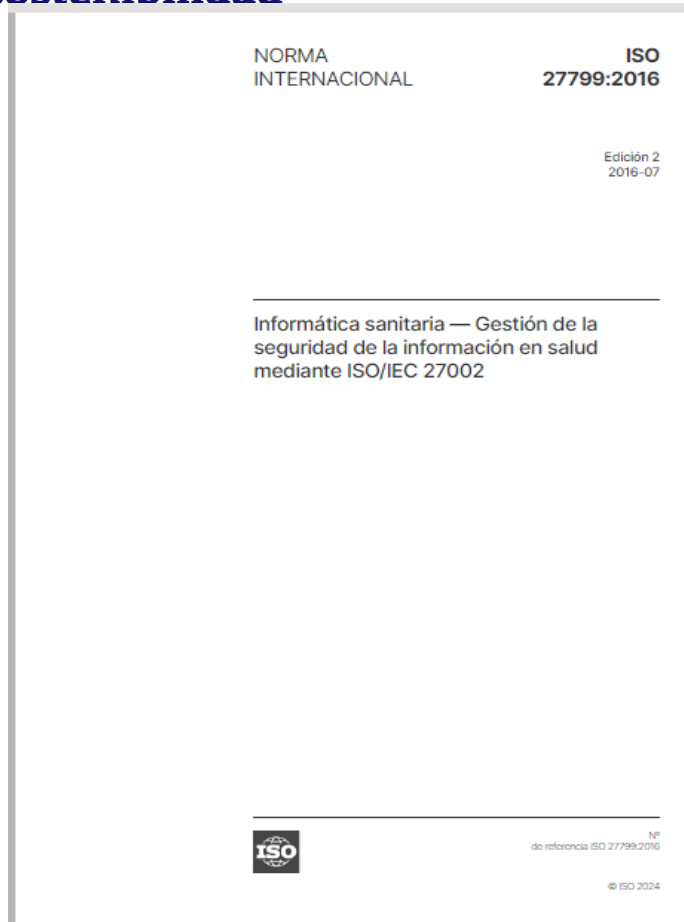 sostenibilidad
NORMA
INTERNACIONAL
ISO
27799:2016
Edición 2
2016-07
Informática sanitaria — Gestión de la
seguridad de la información en salud
mediante ISO/IEC 27002
ISO
Nº
de referencia ISO 27799:2016
© ISO 2024